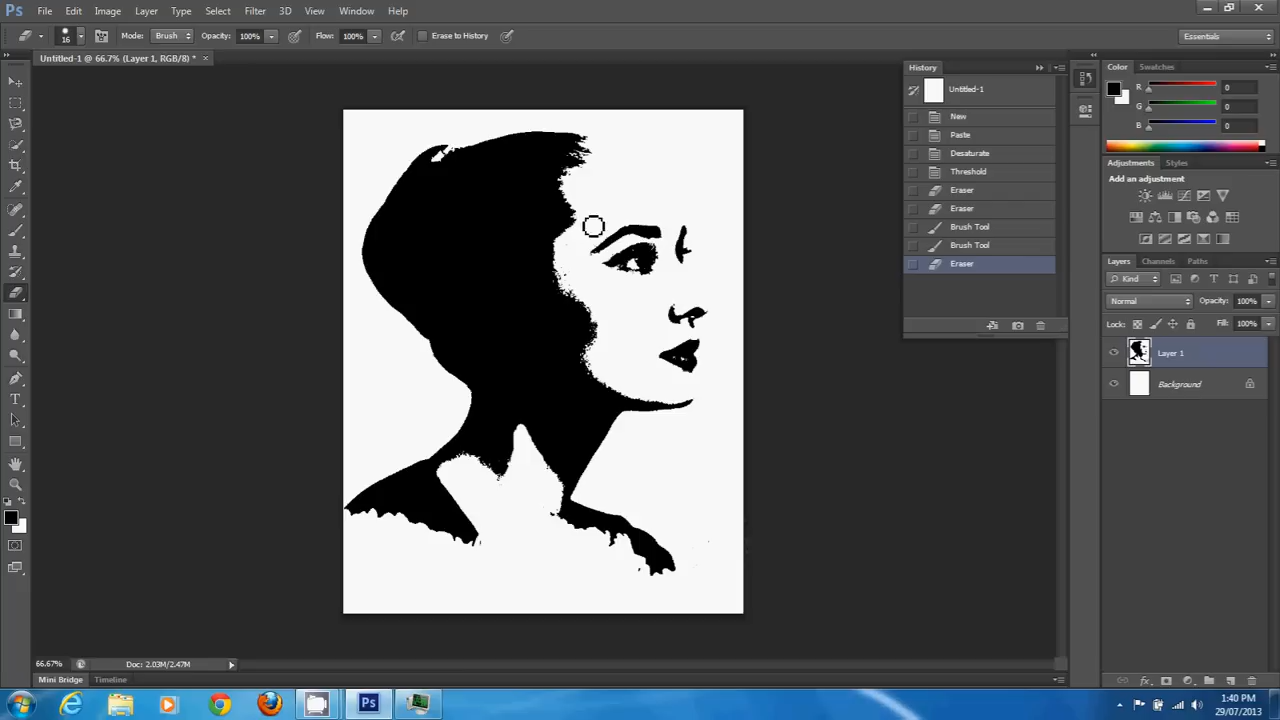 Ps File Edit Image Layer Type Select Filter 3D View Window Help
16 Mode: Brush Opacity: 100% Flow: 100% Erase to History Essentials
Untitled-1 @ 66.7% (Layer 1, RGB/8) * ×
History
Untitled-1
New
Paste
Desaturate
Threshold
Eraser
Eraser
Brush Tool
Brush Tool
Eraser
Color Swatches
R 0
G 0
B 0
Adjustments Styles
Add an adjustment
Layers Channels Paths
Kind
Normal Opacity: 100%
Lock: Fill: 100%
Layer 1
Background
66.67% Doc: 2.03M/2.47M
Mini Bridge Timeline
Ps
1:40 PM
29/07/2013